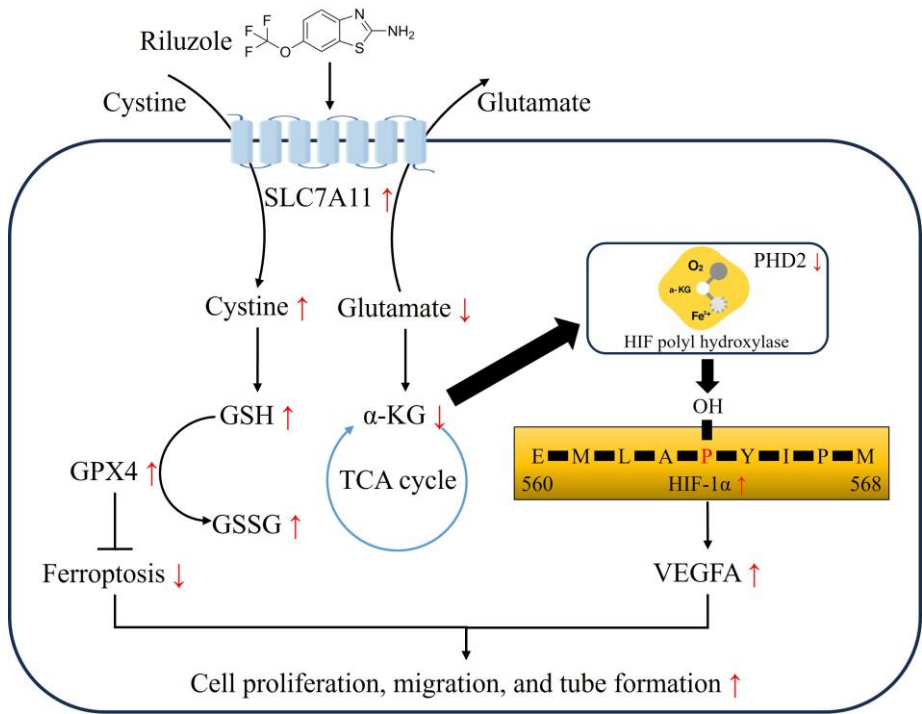 Riluzole
F
F
F
O
N
S
NH₂
Cystine
Glutamate
SLC7A11 ↑
Cystine ↑
Glutamate ↓
PHD2 ↓
O₂
a-KG
Fe²⁺
HIF polyl hydroxylase
OH
GSH ↑
α-KG ↓
GPX4 ↑
TCA cycle
GSSG ↑
E M L A P Y I P M
560 HIF-1α ↑ 568
Ferroptosis ↓
VEGFA ↑
Cell proliferation, migration, and tube formation ↑